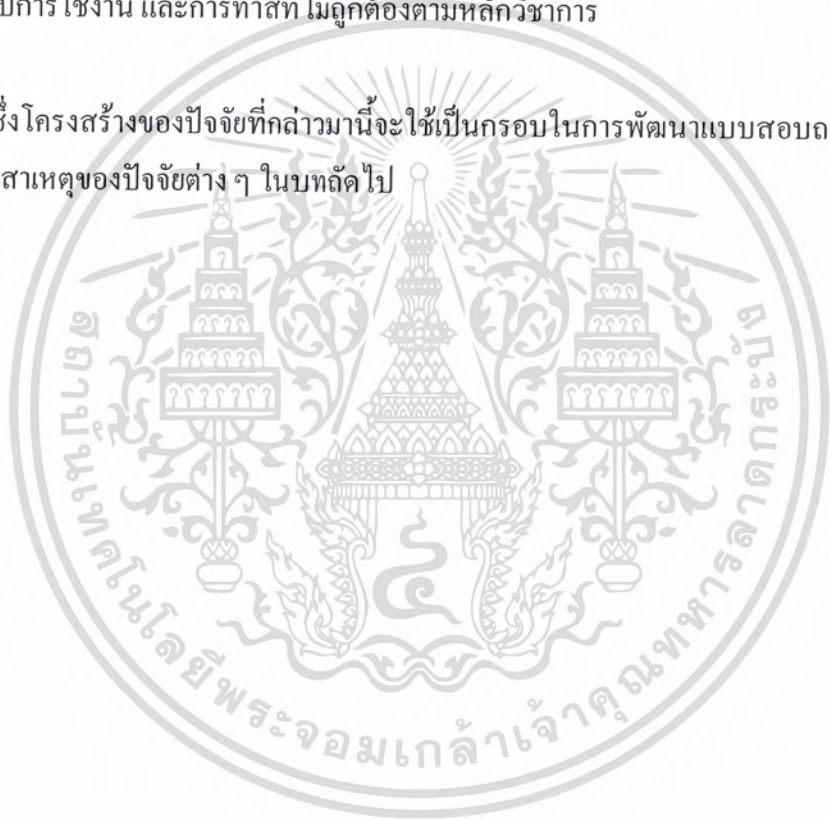 การใช้งาน และการทาสีที่ไม่ถูกต้องตามหลักวิชาการ
ซึ่งโครงสร้างของปัจจัยที่กล่าวมานี้จะใช้เป็นกรอบในการพัฒนาแบบสอบถ
สาเหตุของปัจจัยต่าง ๆ ในบทถัดไป
สถาบันเทคโนโลยีพระจอมเกล้าเจ้าคุณทหารลาดกระบัง